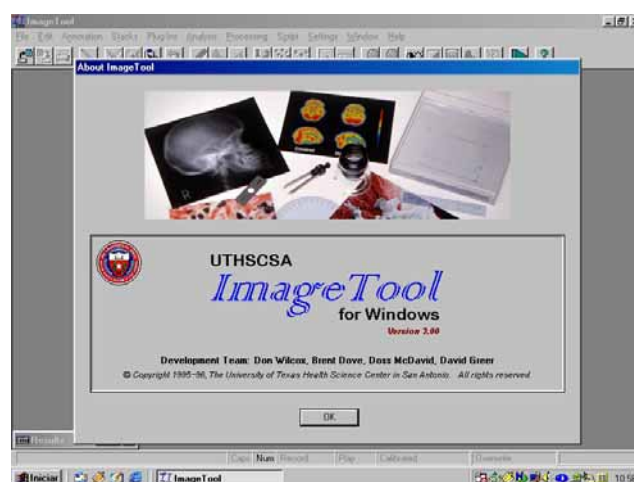 ImageTool
File Edit Annotation Stacks Plug-Ins Analysis Processing Script Settings Window Help
About ImageTool
R
UTHSCSA
ImageTool
for Windows
Version 2.00
Development Team: Don Wilcox, Brent Dove, Doss McDavid, David Greer
© Copyright 1995-96, The University of Texas Health Science Center in San Antonio. All rights reserved.
OK
Results
Caps Num Record Play Calibrated Overwrite
Iniciar ImageTool